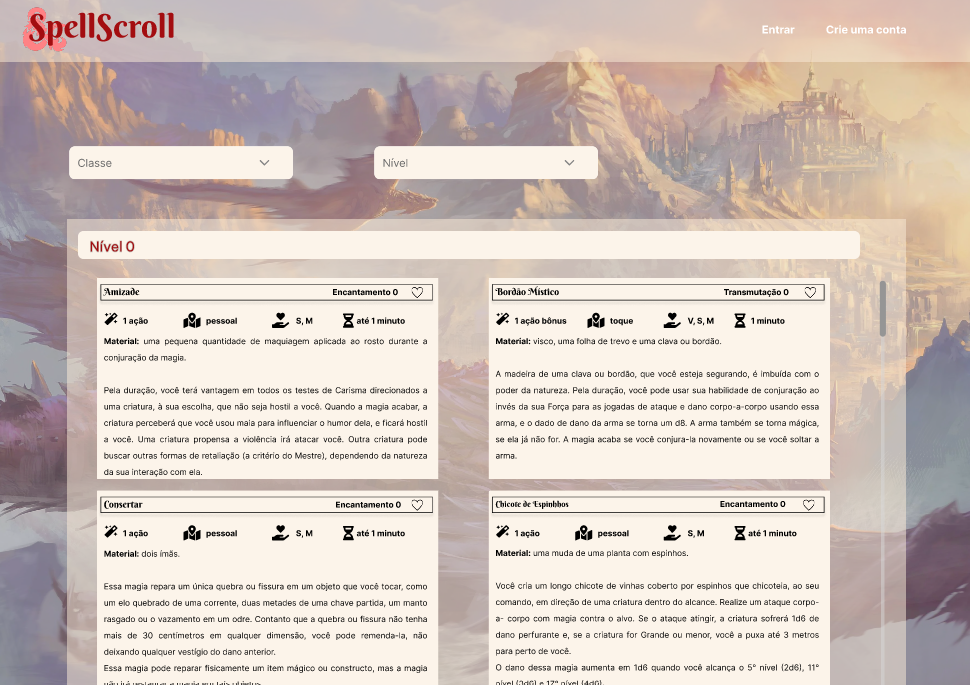 SpellScroll
Entrar Crie uma conta
Classe Nível
Nível 0
Amizade Encantamento 0
1 ação pessoal S, M até 1 minuto
Material: uma pequena quantidade de maquiagem aplicada ao rosto durante a
conjuração da magia.
Pela duração, você terá vantagem em todos os testes de Carisma direcionados a
uma criatura, à sua escolha, que não seja hostil a você. Quando a magia acabar, a
criatura perceberá que você usou maia para influenciar o humor dela, e ficará hostil
a você. Uma criatura propensa a violência irá atacar você. Outra criatura pode
buscar outras formas de retaliação (a critério do Mestre), dependendo da natureza
da sua interação com ela.
Bordão Místico Transmutação 0
1 ação bônus toque V, S, M 1 minuto
Material: visco, uma folha de trevo e uma clava ou bordão.
A madeira de uma clava ou bordão, que você esteja segurando, é imbuída com o
poder da natureza. Pela duração, você pode usar sua habilidade de conjuração ao
invés da sua Força para as jogadas de ataque e dano corpo-a-corpo usando essa
arma, e o dado de dano da arma se torna um d8. A arma também se torna mágica,
se ela já não for. A magia acaba se você conjura-la novamente ou se você soltar a
arma.
Consertar Encantamento 0
1 ação pessoal S, M até 1 minuto
Material: dois ímãs.
Essa magia repara um única quebra ou fissura em um objeto que você tocar, como
um elo quebrado de uma corrente, duas metades de uma chave partida, um manto
rasgado ou o vazamento em um odre. Contanto que a quebra ou fissura não tenha
mais de 30 centímetros em qualquer dimensão, você pode remenda-la, não
deixando qualquer vestígio do dano anterior.
Essa magia pode reparar fisicamente um item mágico ou constructo, mas a magia
não irá restaurar a magia em tais objetos.
Chicote de Espinhos Encantamento 0
1 ação pessoal S, M até 1 minuto
Material: uma muda de uma planta com espinhos.
Você cria um longo chicote de vinhas coberto por espinhos que chicoteia, ao seu
comando, em direção de uma criatura dentro do alcance. Realize um ataque corpo-
a- corpo com magia contra o alvo. Se o ataque atingir, a criatura sofrerá 1d6 de
dano perfurante e, se a criatura for Grande ou menor, você a puxa até 3 metros
para perto de você.
O dano dessa magia aumenta em 1d6 quando você alcança o 5° nível (2d6), 11°
nível (3d6) e 17° nível (4d6).